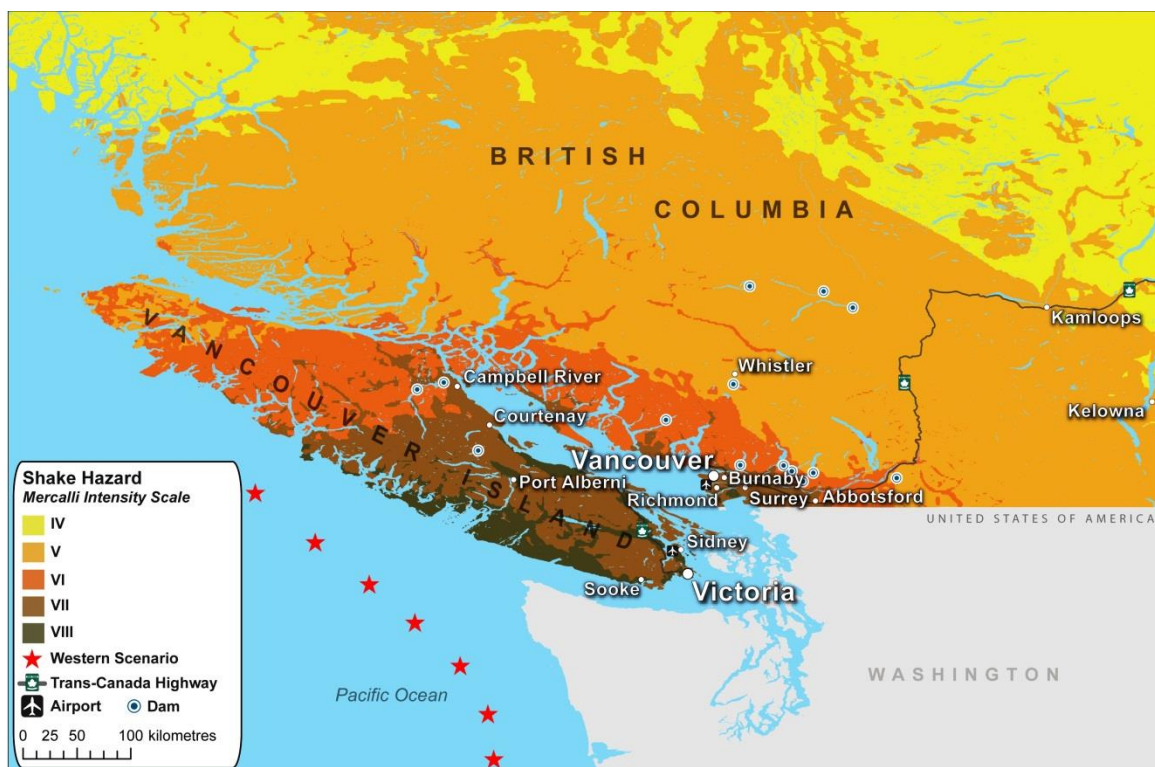 BRITISH
COLUMBIA
VANCOUVER ISLAND
Kamloops
Whistler
Campbell River
Kelowna
Courtenay
Vancouver
Burnaby
Port Alberni
Richmond
Surrey
Abbotsford
UNITED STATES OF AMERICA
Sidney
Sooke
Victoria
WASHINGTON
Pacific Ocean
Shake Hazard
Mercalli Intensity Scale
IV
V
VI
VII
VIII
Western Scenario
Trans-Canada Highway
Airport Dam
0 25 50 100 kilometres